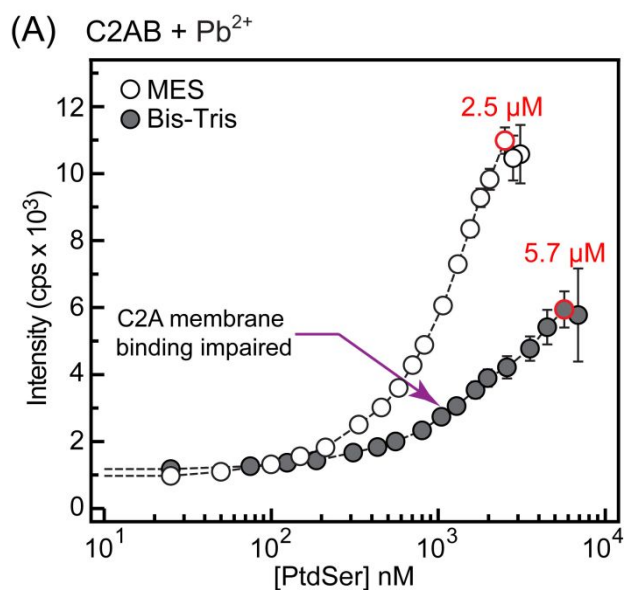 (A) C2AB + Pb²⁺
MES
Bis-Tris
2.5 µM
5.7 µM
C2A membrane
binding impaired
Intensity (cps x 10³)
12
10
8
6
4
2
0
10¹ 10² 10³ 10⁴
[PtdSer] nM